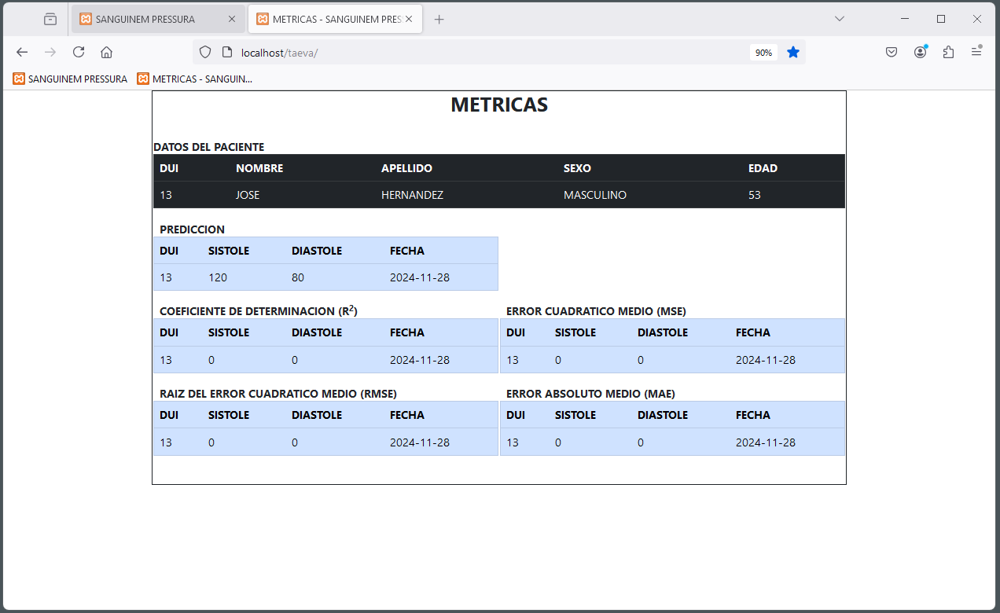 SANGUINEM PRESSURA
METRICAS - SANGUINEM PRES
localhost/taeva/
90%
SANGUINEM PRESSURA METRICAS - SANGUIN...
METRICAS
DATOS DEL PACIENTE
DUI NOMBRE APELLIDO SEXO EDAD
13 JOSE HERNANDEZ MASCULINO 53
PREDICCION
DUI SISTOLE DIASTOLE FECHA
13 120 80 2024-11-28
COEFICIENTE DE DETERMINACION (R²) ERROR CUADRATICO MEDIO (MSE)
DUI SISTOLE DIASTOLE FECHA DUI SISTOLE DIASTOLE FECHA
13 0 0 2024-11-28 13 0 0 2024-11-28
RAIZ DEL ERROR CUADRATICO MEDIO (RMSE) ERROR ABSOLUTO MEDIO (MAE)
DUI SISTOLE DIASTOLE FECHA DUI SISTOLE DIASTOLE FECHA
13 0 0 2024-11-28 13 0 0 2024-11-28